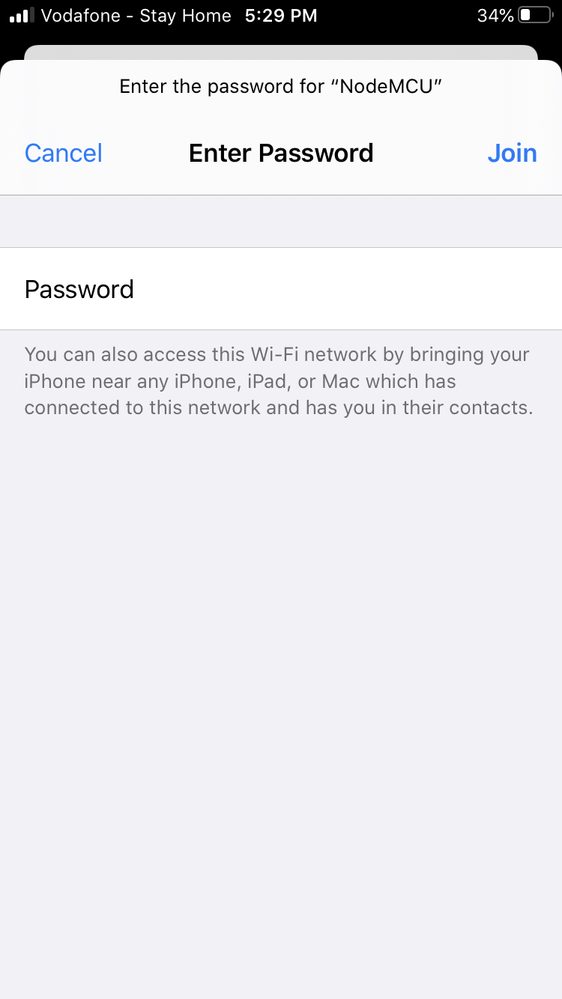 Vodafone - Stay Home 5:29 PM 34%
Enter the password for “NodeMCU”
Cancel Enter Password Join
Password
You can also access this Wi-Fi network by bringing your
iPhone near any iPhone, iPad, or Mac which has
connected to this network and has you in their contacts.